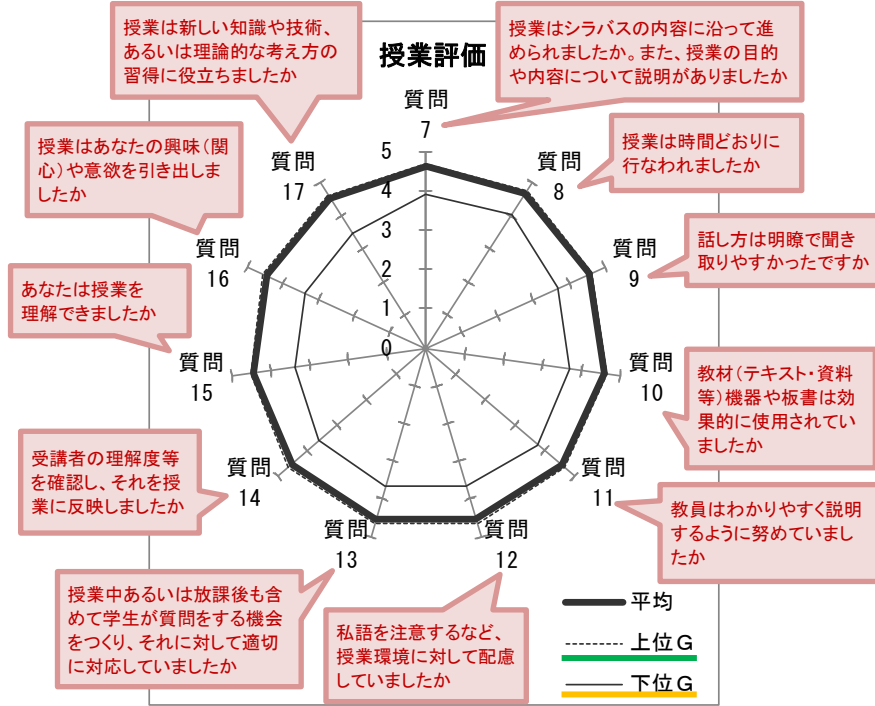 授業評価
授業はシラバスの内容に沿って進
められましたか。また、授業の目的
や内容について説明がありましたか
質問
7
授業は時間どおりに
行なわれましたか
質問
8
話し方は明瞭で聞き
取りやすかったですか
質問
9
教材(テキスト・資料
等)機器や板書は効
果的に使用されてい
ましたか
10
教員はわかりやすく説明
するように努めていまし
たか
質問
11
私語を注意するなど、
授業環境に対して配慮
していましたか
質問
12
授業中あるいは放課後も含
めて学生が質問をする機会
をつくり、それに対して適切
に対応していましたか
質問
13
受講者の理解度等
を確認し、それを授
業に反映しましたか
質問
14
あなたは授業を
理解できましたか
質問
15
授業はあなたの興味(関
心)や意欲を引き出しま
したか
質問
16
授業は新しい知識や技術、
あるいは理論的な考え方の
習得に役立ちましたか
質問
17
5
4
3
2
1
0
平均
上位G
下位G